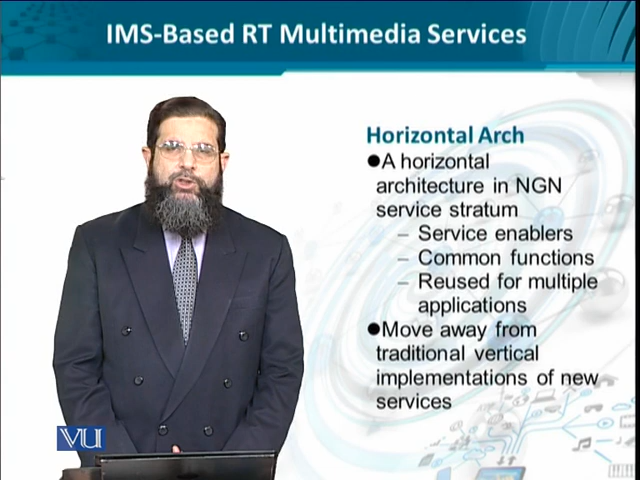 IMS-Based RT Multimedia Services
Horizontal Arch
●A horizontal
architecture in NGN
service stratum
– Service enablers
– Common functions
– Reused for multiple
applications
●Move away from
traditional vertical
implementations of new
services
VU